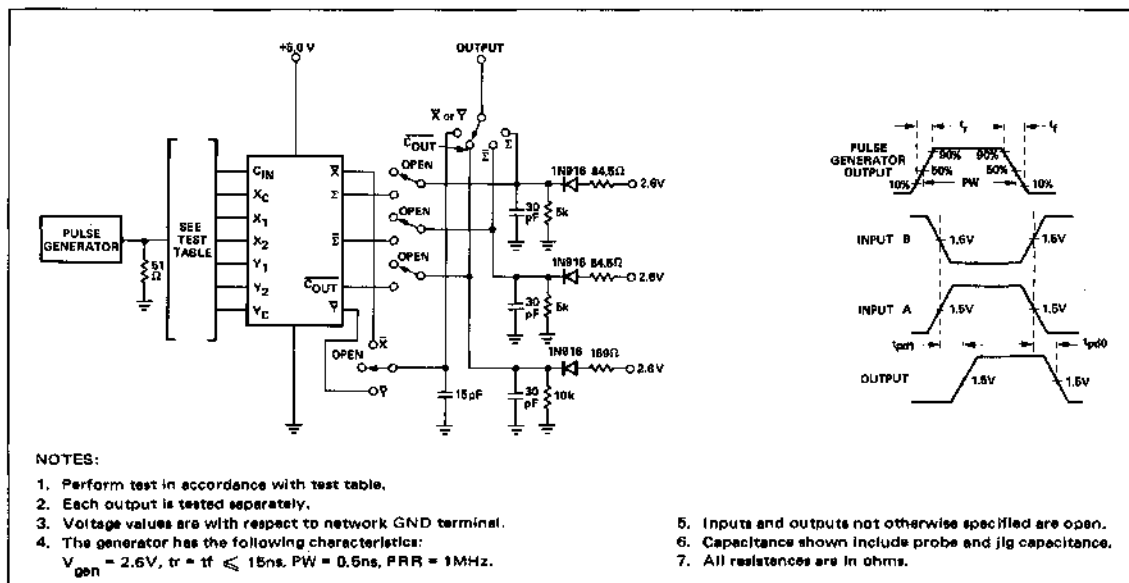 +5.0 V
OUTPUT
X̅ or Y̅
C̅O̅U̅T̅
Σ̅
Σ
PULSE
GENERATOR
51
Ω
SEE
TEST
TABLE
CIN
XC
X1
X2
Y1
Y2
YC
X̅
Σ
Σ̅
C̅O̅U̅T̅
Y̅
OPEN
OPEN
OPEN
OPEN
X̅
Y̅
1N916 84.5Ω
2.6V
30
pF
5k
1N916 84.5Ω
2.6V
30
pF
5k
1N916 169Ω
2.6V
15pF
30
pF
10k
tr
tf
PULSE
GENERATOR
OUTPUT
90%
90%
50%
50%
10%
PW
10%
INPUT B
1.5V
1.5V
INPUT A
1.5V
1.5V
tpd1
tpd0
OUTPUT
1.5V
1.5V
NOTES:
1. Perform test in accordance with test table.
2. Each output is tested separately.
3. Voltage values are with respect to network GND terminal.
4. The generator has the following characteristics:
Vgen = 2.6V, tr = tf ⩽ 15ns, PW = 0.5ns, PRR = 1MHz.
5. Inputs and outputs not otherwise specified are open.
6. Capacitance shown include probe and jig capacitance.
7. All resistances are in ohms.